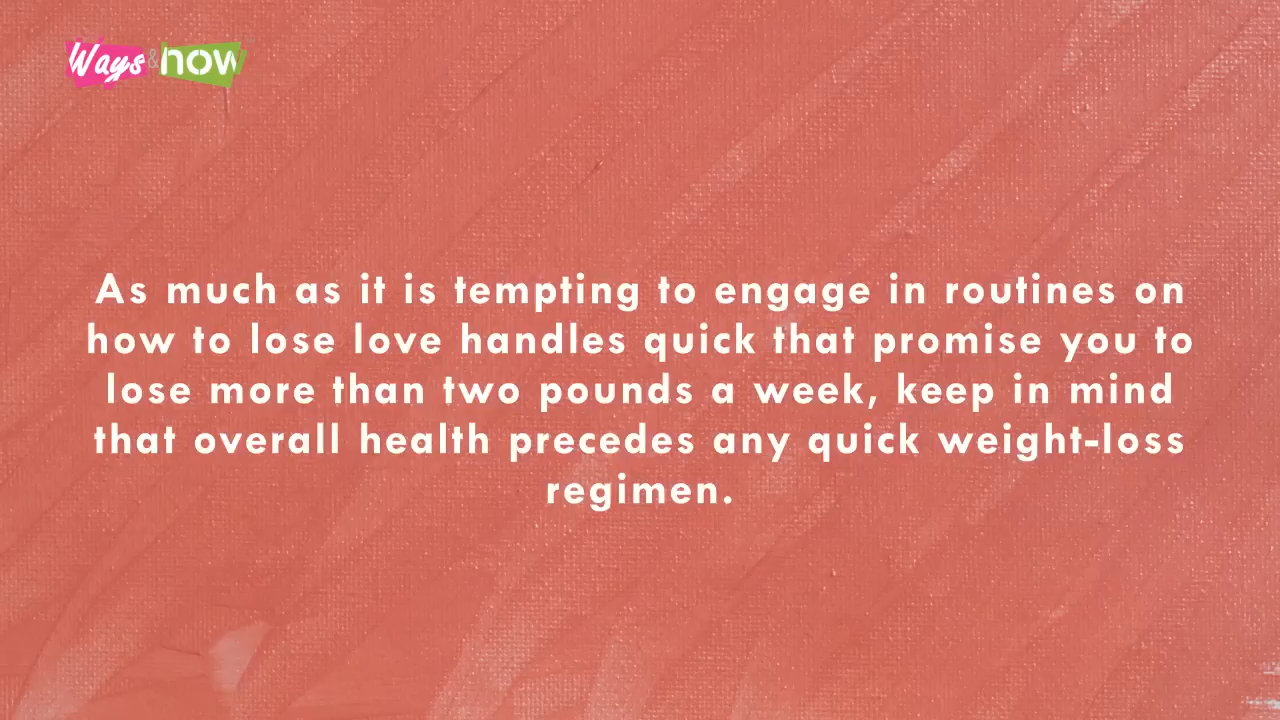 Ways & how
As much as it is tempting to engage in routines on
how to lose love handles quick that promise you to
lose more than two pounds a week, keep in mind
that overall health precedes any quick weight-loss
regimen.